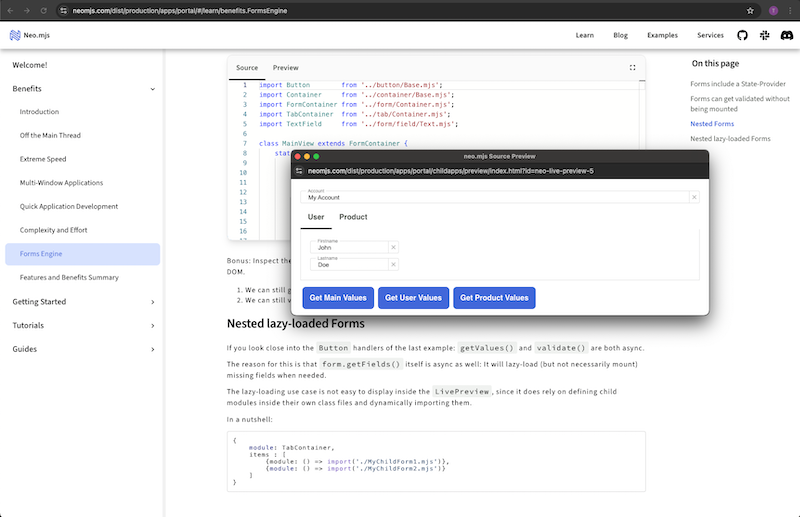 neomjs.com/dist/production/apps/portal/#/learn/benefits.FormsEngine
Neo.mjs
Learn
Blog
Examples
Services
Welcome!
Benefits
Introduction
Off the Main Thread
Extreme Speed
Multi-Window Applications
Quick Application Development
Complexity and Effort
Forms Engine
Features and Benefits Summary
Getting Started
Tutorials
Guides
Source
Preview
1 import Button from '../button/Base.mjs';
2 import Container from '../container/Base.mjs';
3 import FormContainer from '../form/Container.mjs';
4 import TabContainer from '../tab/Container.mjs';
5 import TextField from '../form/field/Text.mjs';
6
7 class MainView extends FormContainer {
8 stat
9
10
11
12
13
14
15
16
neo.mjs Source Preview
neomjs.com/dist/production/apps/portal/childapps/preview/index.html?id=neo-live-preview-5
Account
My Account
User
Product
Firstname
John
Lastname
Doe
Get Main Values
Get User Values
Get Product Values
Bonus: Inspect the
DOM.
1. We can still g
2. We can still v
Nested lazy-loaded Forms
If you look close into the Button handlers of the last example: getValues() and validate() are both async.
The reason for this is that form.getFields() itself is async as well: It will lazy-load (but not necessarily mount)
missing fields when needed.
The lazy-loading use case is not easy to display inside the LivePreview, since it does rely on defining child
modules inside their own class files and dynamically importing them.
In a nutshell:
{
module: TabContainer,
items : [
{module: () => import('./MyChildForm1.mjs')},
{module: () => import('./MyChildForm2.mjs')}
]
}
On this page
Forms include a State-Provider
Forms can get validated without
being mounted
Nested Forms
Nested lazy-loaded Forms